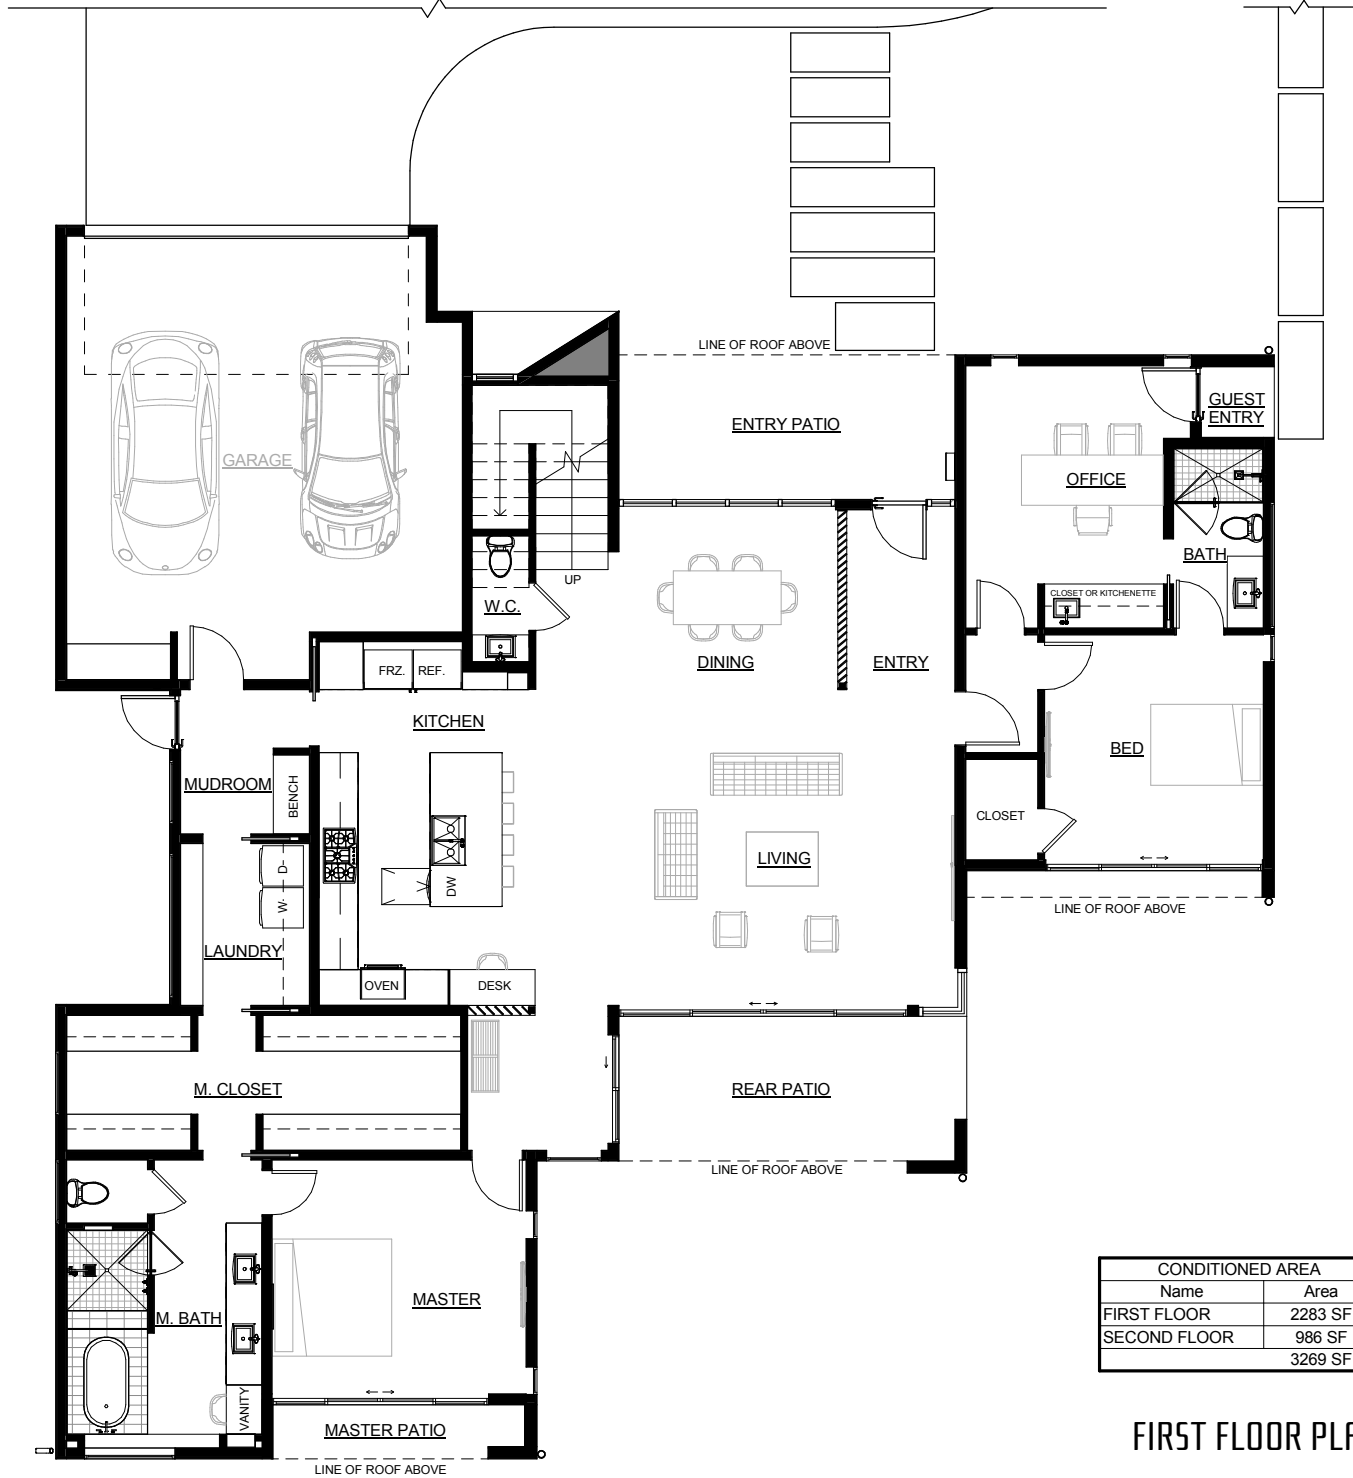 LINE OF ROOF ABOVE
GUEST
ENTRY
ENTRY PATIO
GARAGE
OFFICE
BATH
UP
CLOSET OR KITCHENETTE
W.C.
FRZ.
REF.
DINING
ENTRY
KITCHEN
BED
MUDROOM
BENCH
CLOSET
LIVING
D
DW
W
LINE OF ROOF ABOVE
LAUNDRY
OVEN
DESK
M. CLOSET
REAR PATIO
LINE OF ROOF ABOVE
MASTER
M. BATH
VANITY
MASTER PATIO
LINE OF ROOF ABOVE
CONDITIONED AREA
Name Area
FIRST FLOOR 2283 SF
SECOND FLOOR 986 SF
3269 SF
FIRST FLOOR PLA